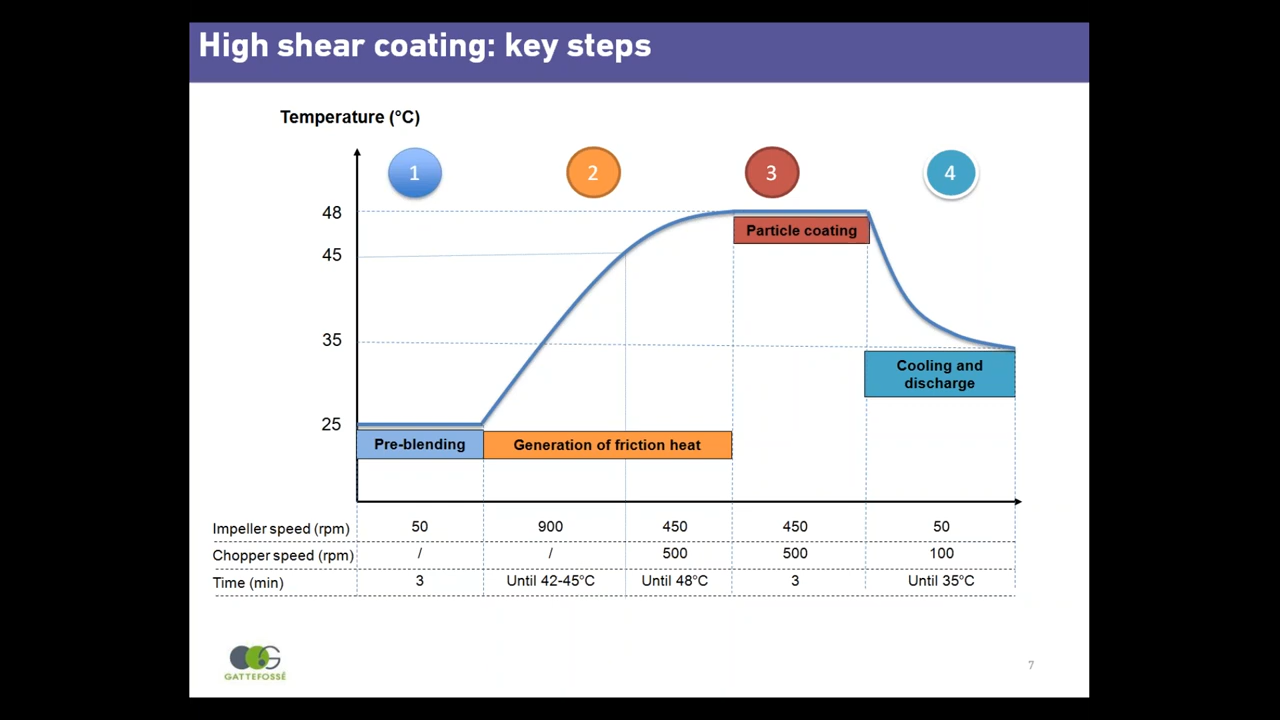 High shear coating: key steps
Temperature (°C)
1
2
3
4
48
45
35
25
Particle coating
Cooling and
discharge
Pre-blending
Generation of friction heat
Impeller speed (rpm) 50 900 450 450 50
Chopper speed (rpm) / / 500 500 100
Time (min) 3 Until 42-45°C Until 48°C 3 Until 35°C
GATTEFOSSÉ
7